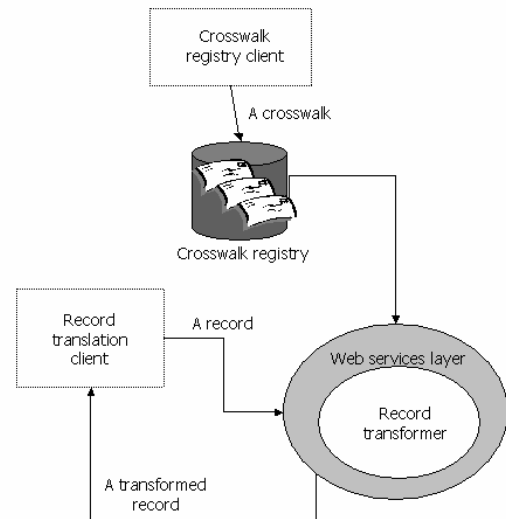 Crosswalk
registry client
A crosswalk
Crosswalk registry
Record
translation
client
A record
Web services layer
Record
transformer
A transformed
record